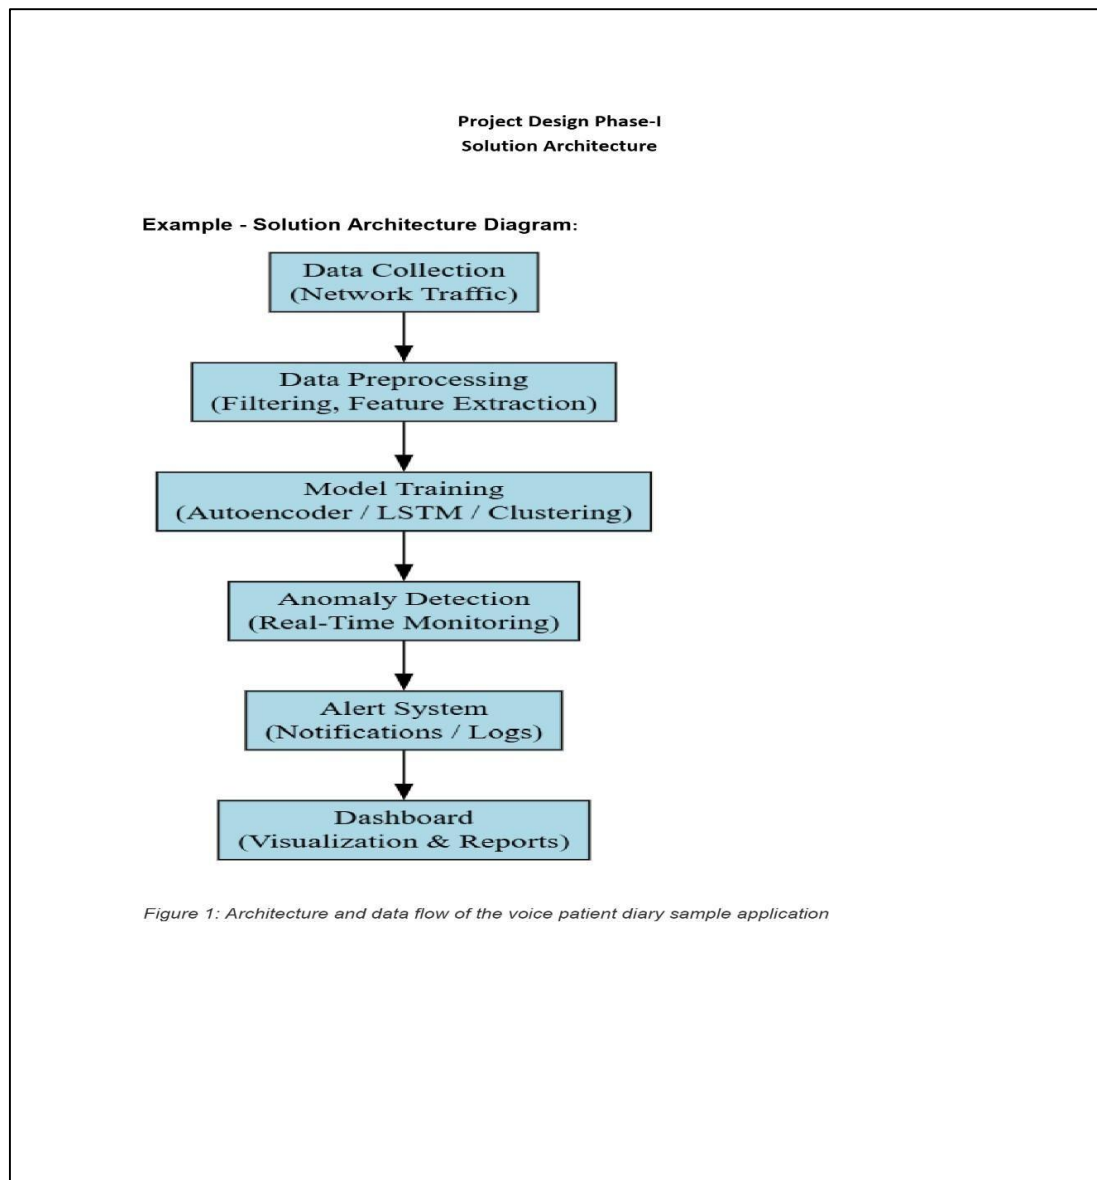 Project Design Phase-I
Solution Architecture
Example - Solution Architecture Diagram:
Data Collection
(Network Traffic)
Data Preprocessing
(Filtering, Feature Extraction)
Model Training
(Autoencoder / LSTM / Clustering)
Anomaly Detection
(Real-Time Monitoring)
Alert System
(Notifications / Logs)
Dashboard
(Visualization & Reports)
Figure 1: Architecture and data flow of the voice patient diary sample application